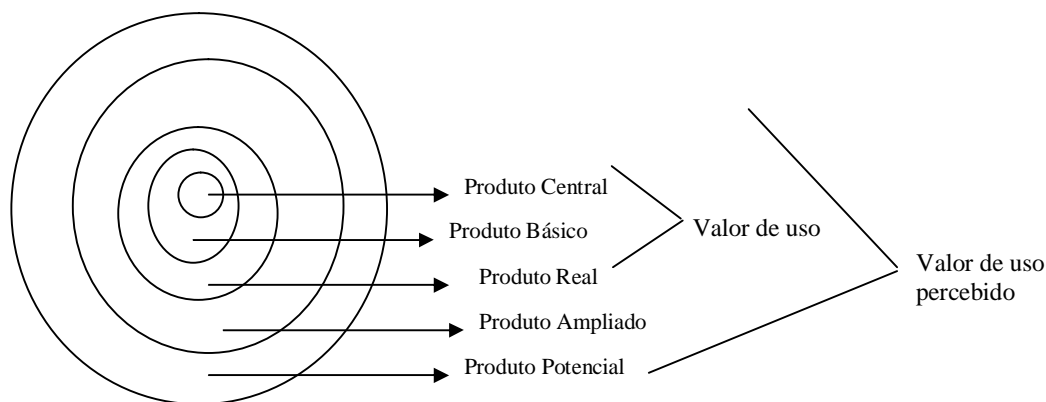 Produto Central
Produto Básico
Valor de uso
Produto Real
Valor de uso
percebido
Produto Ampliado
Produto Potencial